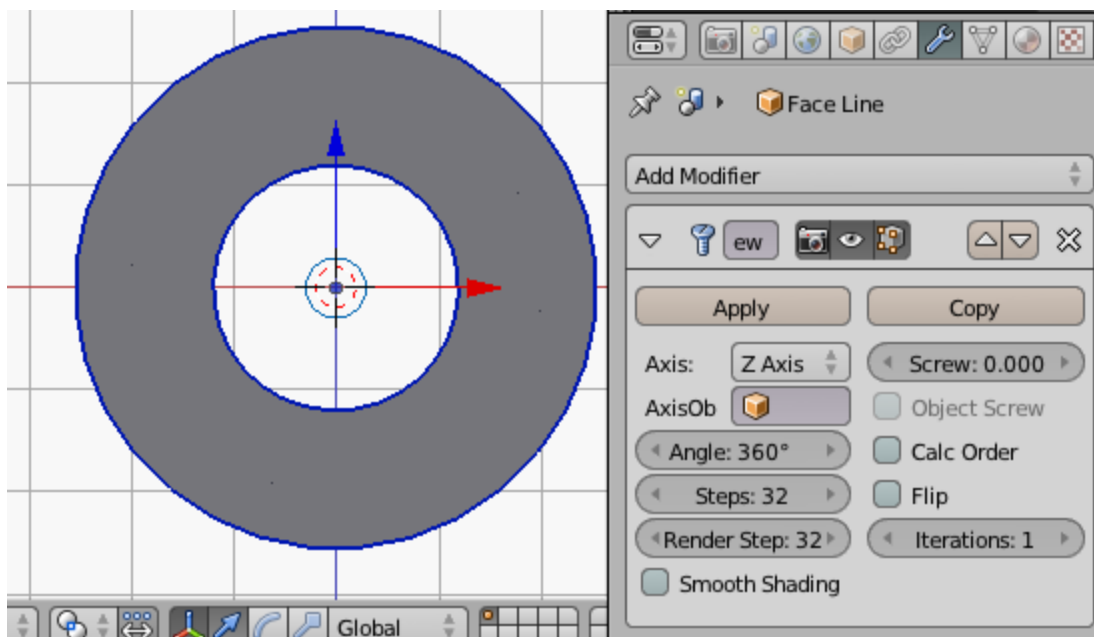 Face Line
Add Modifier
ew
Apply Copy
Axis: Z Axis Screw: 0.000
AxisOb Object Screw
Angle: 360° Calc Order
Steps: 32 Flip
Render Step: 32 Iterations: 1
Smooth Shading
Global